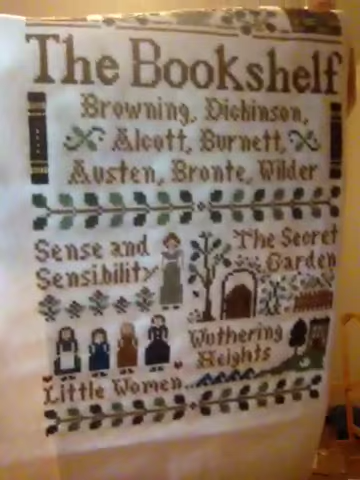 The Bookshelf
Browning, Dickinson,
Alcott, Burnett,
Austen, Bronte, Wilder
Sense and
Sensibility
The Secret
Garden
Wuthering
Heights
Little Women